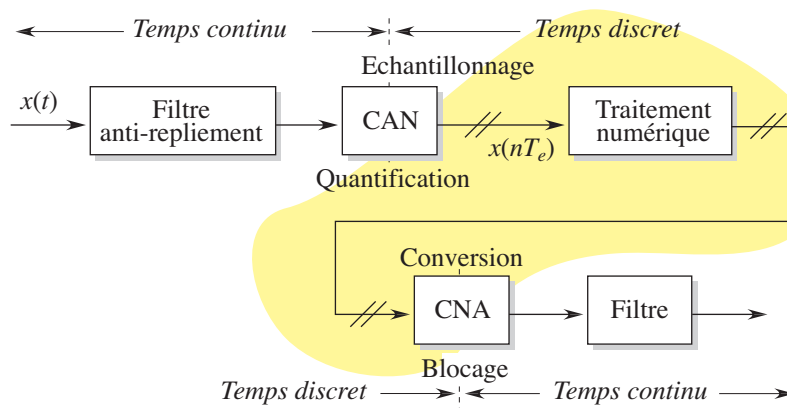 Temps continu
Temps discret
Echantillonnage
x(t)
Filtre
anti-repliement
CAN
Traitement
numérique
x(nTe)
Quantification
Conversion
CNA
Filtre
Blocage
Temps discret
Temps continu